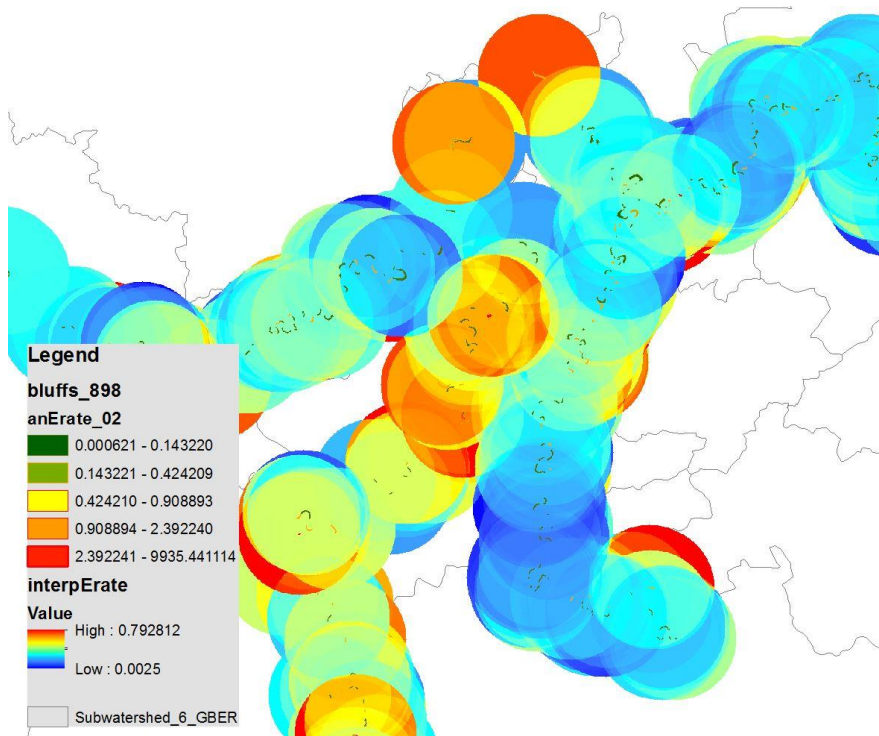 Legend
bluffs_898
anErate_02
0.000621 - 0.143220
0.143221 - 0.424209
0.424210 - 0.908893
0.908894 - 2.392240
2.392241 - 9935.441114
interpErate
Value
High : 0.792812
Low : 0.0025
Subwatershed_6_GBER